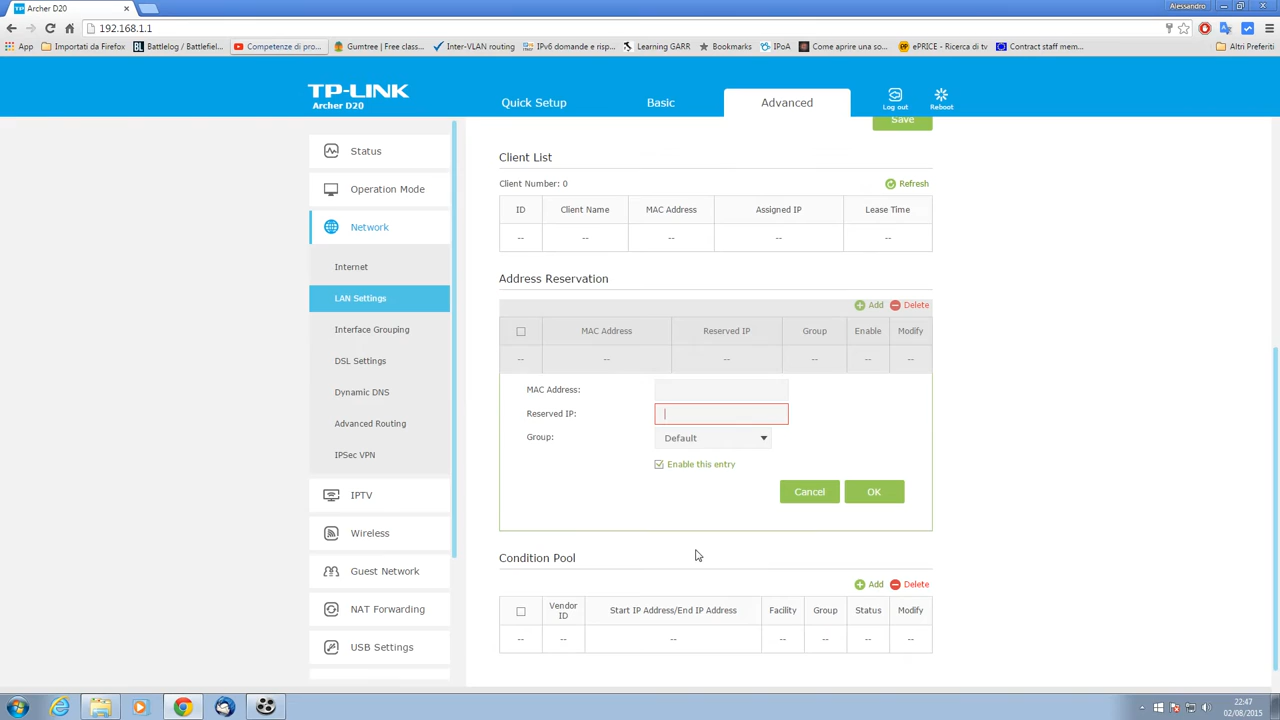 Alessandro
TP Archer D20
192.168.1.1
App
Importati da Firefox
BL Battlelog / Battlefiel...
Competenze di pro...
Gumtree | Free class...
Inter-VLAN routing
IPv6 domande e risp...
Learning GARR
Bookmarks
IPoA
Come aprire una so...
ePRICE - Ricerca di tv
Contract staff mem...
Altri Preferiti
TP-LINK
Archer D20
Quick Setup
Basic
Advanced
Log out
Reboot
Status
Operation Mode
Network
Internet
LAN Settings
Interface Grouping
DSL Settings
Dynamic DNS
Advanced Routing
IPSec VPN
IPTV
Wireless
Guest Network
NAT Forwarding
USB Settings
Save
Client List
Client Number: 0
Refresh
ID Client Name MAC Address Assigned IP Lease Time
-- -- -- -- --
Address Reservation
Add Delete
MAC Address Reserved IP Group Enable Modify
-- -- -- -- -- --
MAC Address:
Reserved IP:
Group: Default
Enable this entry
Cancel OK
Condition Pool
Add Delete
Vendor ID Start IP Address/End IP Address Facility Group Status Modify
-- -- -- -- -- -- --
22:47
02/08/2015